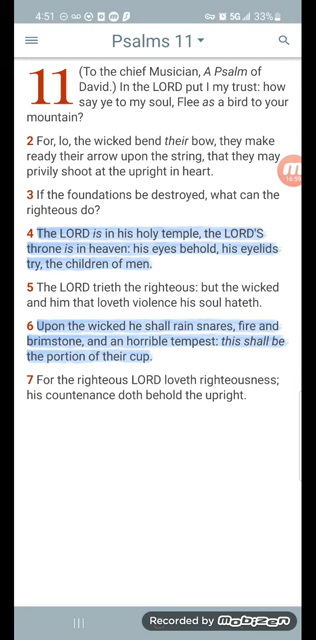 4:51 5G 33%
Psalms 11
11 (To the chief Musician, A Psalm of
David.) In the LORD put I my trust: how
say ye to my soul, Flee as a bird to your
mountain?
2 For, lo, the wicked bend their bow, they make
ready their arrow upon the string, that they may
privily shoot at the upright in heart.
16:59
3 If the foundations be destroyed, what can the
righteous do?
4 The LORD is in his holy temple, the LORD'S
throne is in heaven: his eyes behold, his eyelids
try, the children of men.
5 The LORD trieth the righteous: but the wicked
and him that loveth violence his soul hateth.
6 Upon the wicked he shall rain snares, fire and
brimstone, and an horrible tempest: this shall be
the portion of their cup.
7 For the righteous LORD loveth righteousness;
his countenance doth behold the upright.
Recorded by Mobizen